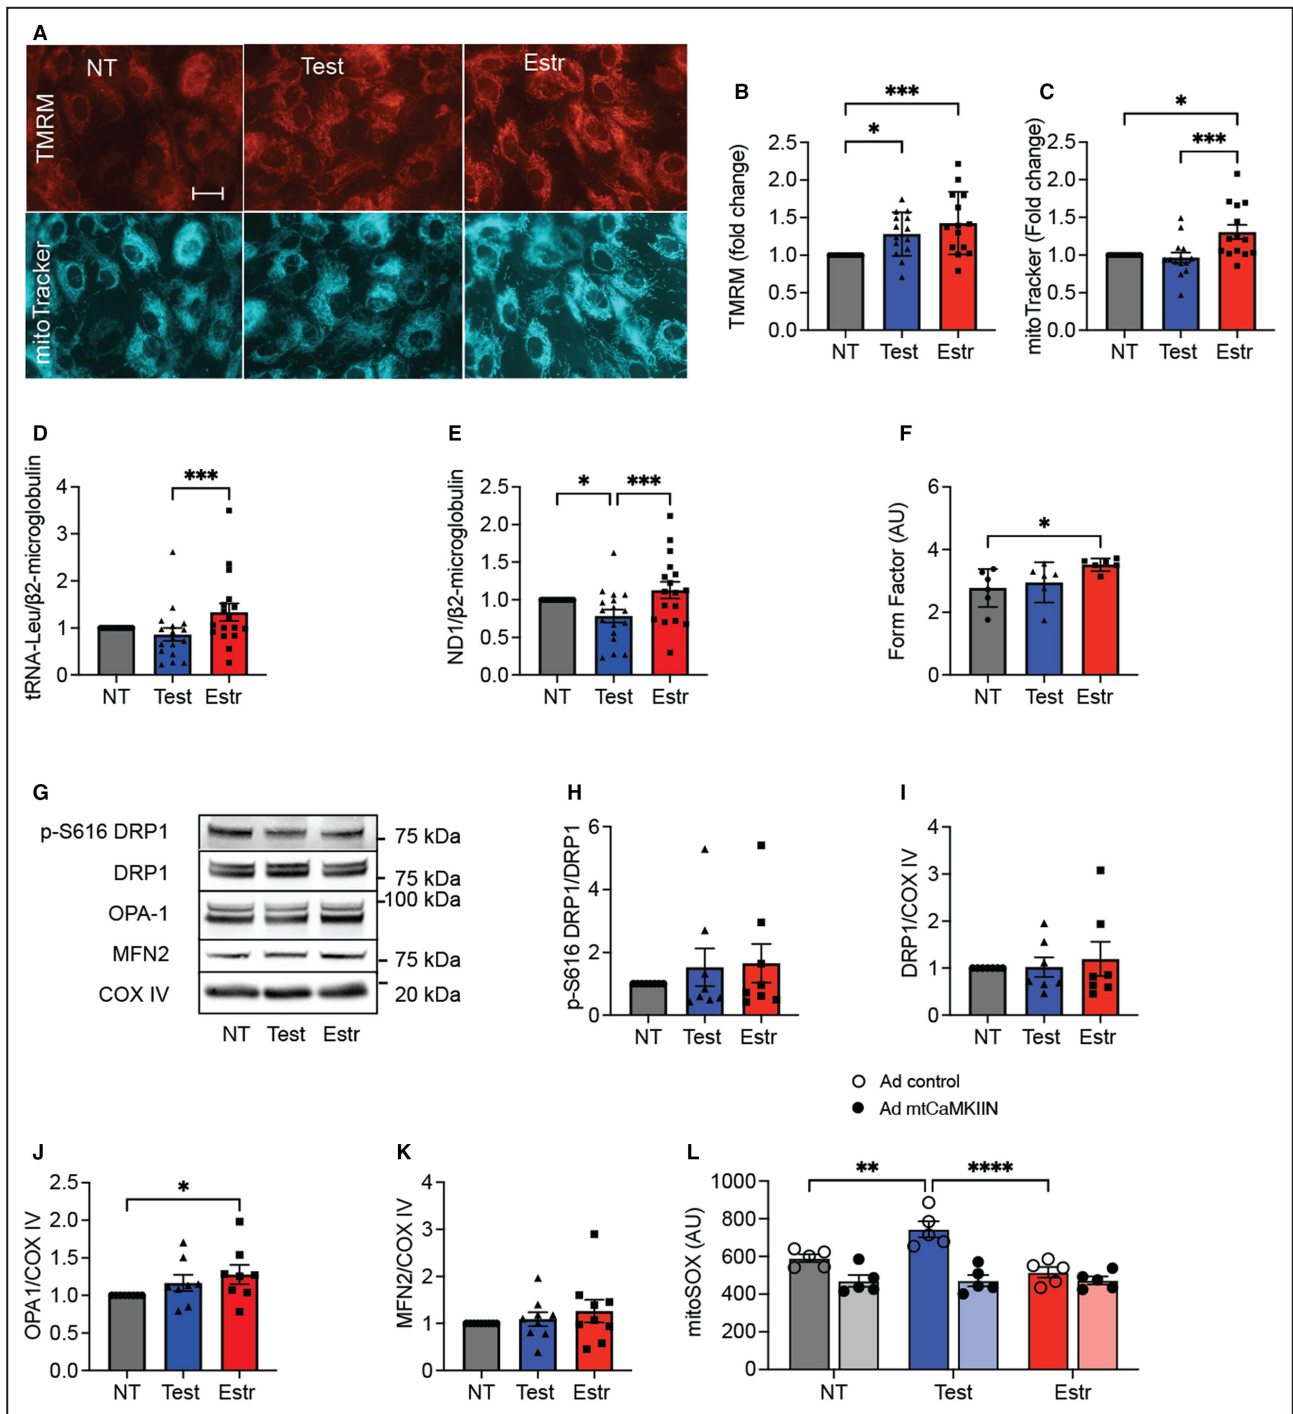 A
NT
Test
Estr
TMRM
mitoTracker
B
***
*
TMRM (fold change)
2.5
2.0
1.5
1.0
0.5
0.0
NT Test Estr
C
*
***
mitoTracker (Fold change)
2.5
2.0
1.5
1.0
0.5
0.0
NT Test Estr
D
***
tRNA-Leu/β2-microglobulin
4
3
2
1
0
NT Test Estr
E
* ***
ND1/β2-microglobulin
2.5
2.0
1.5
1.0
0.5
0.0
NT Test Estr
F
*
Form Factor (AU)
6
4
2
0
NT Test Estr
G
p-S616 DRP1 75 kDa
DRP1 75 kDa
100 kDa
OPA-1
MFN2 75 kDa
COX IV 20 kDa
NT Test Estr
H
p-S616 DRP1/DRP1
6
4
2
0
NT Test Estr
I
DRP1/COX IV
4
3
2
1
0
NT Test Estr
Ad control
Ad mtCaMKIIN
J
*
OPA1/COX IV
2.5
2.0
1.5
1.0
0.5
0.0
NT Test Estr
K
MFN2/COX IV
4
3
2
1
0
NT Test Estr
L
** ****
mitoSOX (AU)
1000
800
600
400
200
0
NT Test Estr